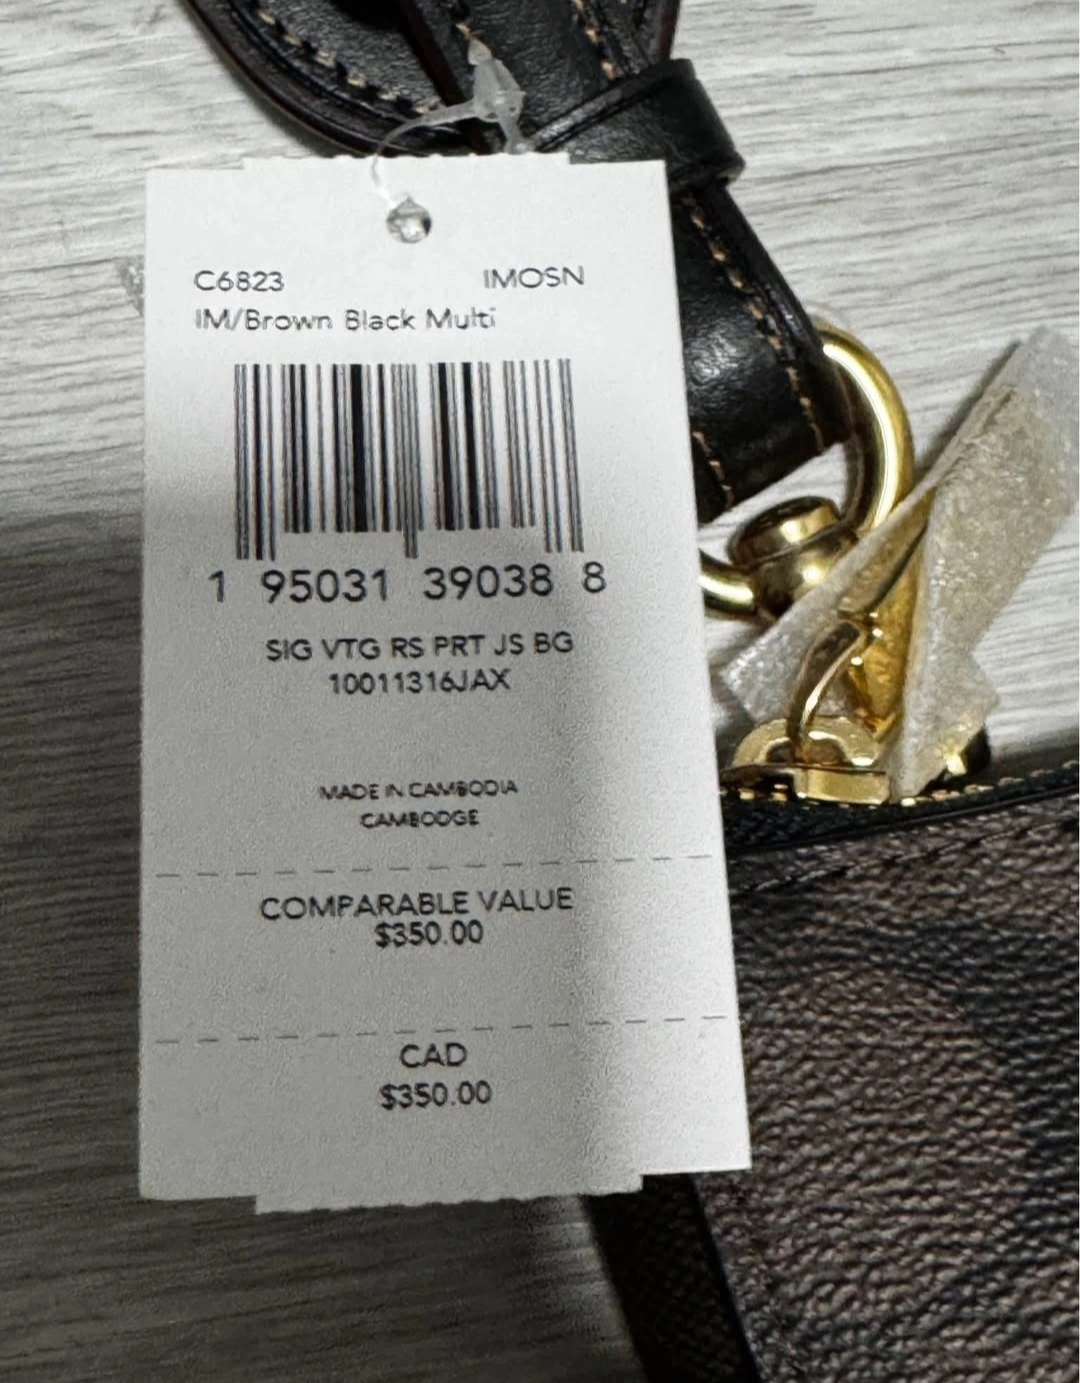 C6823 IMOSN
IM/Brown Black Multi
1 95031 39038 8
SIG VTG RS PRT JS BG
10011316JAX
MADE IN CAMBODIA
CAMBODGE
COMPARABLE VALUE
$350.00
CAD
$350.00